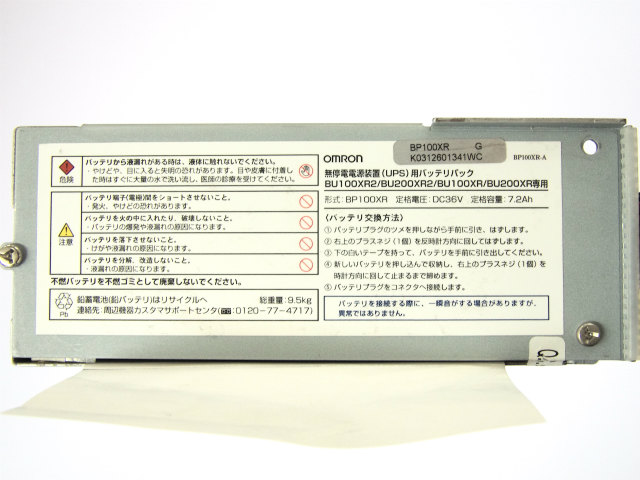 BP100XR G
K0312601341WC
BP100XR-A
OMRON
無停電電源装置(UPS)用バッテリパック
BU100XR2/BU200XR2/BU100XR/BU200XR専用
形式:BP100XR 定格電圧:DC36V 定格容量:7.2Ah
〈バッテリ交換方法〉
①バッテリプラグのツメを押しながら手前に引き、はずします。
②右上のプラスネジ(1個)を反時計方向に回してはずします。
③下の白いテープを持って、バッテリを手前に引き出してください。
④新しいバッテリを押し込んで収納し、右上のプラスネジ(1個)を
時計方向に回して止まるまで締めます。
⑤バッテリプラグをコネクタへ接続します。
バッテリを接続する際に、一瞬音がする場合がありますが、
異常ではありません。
危険
バッテリから液漏れがある時は、液体に触れないでください。
・やけどや、目に入ると失明の恐れがあります。目や皮膚に付着し
た時はすぐに大量の水で洗い流し、医師の診療を受けてください。
注意
バッテリ端子(電極)間をショートさせないこと。
・発火、やけどの恐れがあります。
バッテリを火の中に入れたり、破壊しないこと。
・バッテリの爆発や液漏れの原因になります。
バッテリを落下させないこと。
・けがや液漏れの原因になります。
バッテリを分解、改造しないこと。
・液漏れの原因になります。
不燃バッテリを不燃ゴミとして廃棄しないでください。
Pb
鉛蓄電池(鉛バッテリ)はリサイクルへ 総重量:9.5kg
連絡先:周辺機器カスタマサポートセンタ(:0120-77-4717)